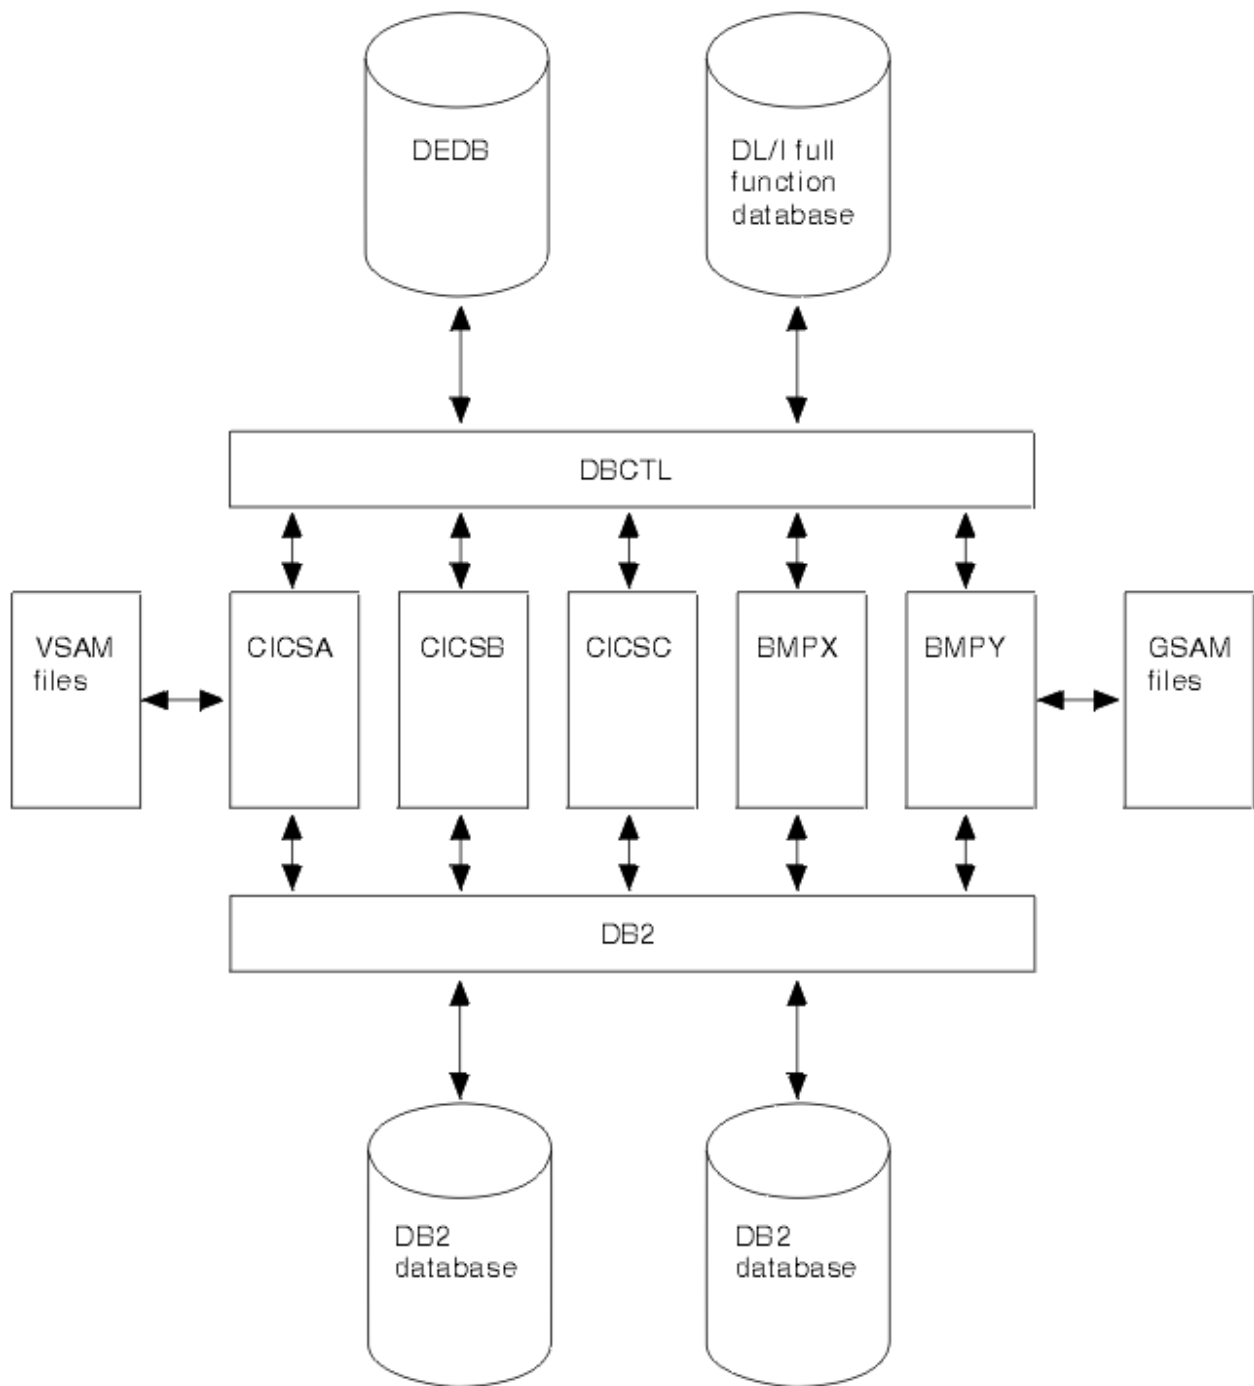 DEDB
DL/I full
function
database
DBCTL
VSAM
files
CICSA
CICSB
CICSC
BMPX
BMPY
GSAM
files
DB2
DB2
database
DB2
database